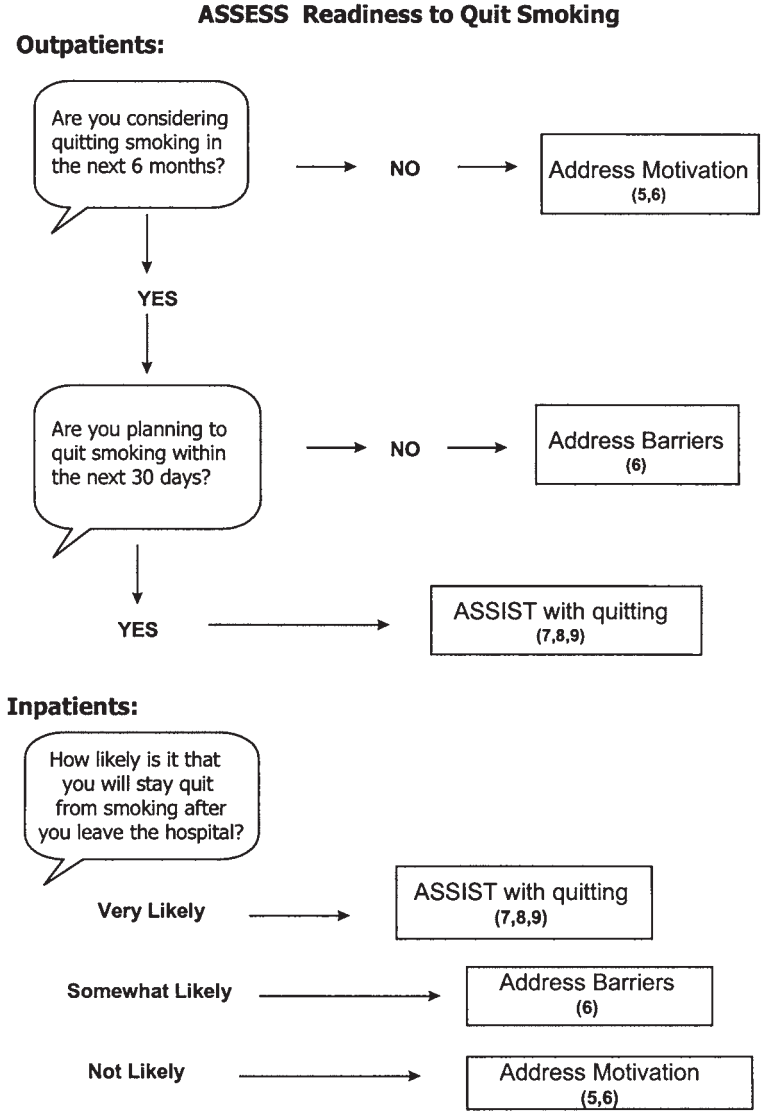 ASSESS Readiness to Quit Smoking
Outpatients:
Are you considering
quitting smoking in
the next 6 months?
NO
Address Motivation
(5,6)
YES
Are you planning to
quit smoking within
the next 30 days?
NO
Address Barriers
(6)
YES
ASSIST with quitting
(7,8,9)
Inpatients:
How likely is it that
you will stay quit
from smoking after
you leave the hospital?
Very Likely
ASSIST with quitting
(7,8,9)
Somewhat Likely
Address Barriers
(6)
Not Likely
Address Motivation
(5,6)